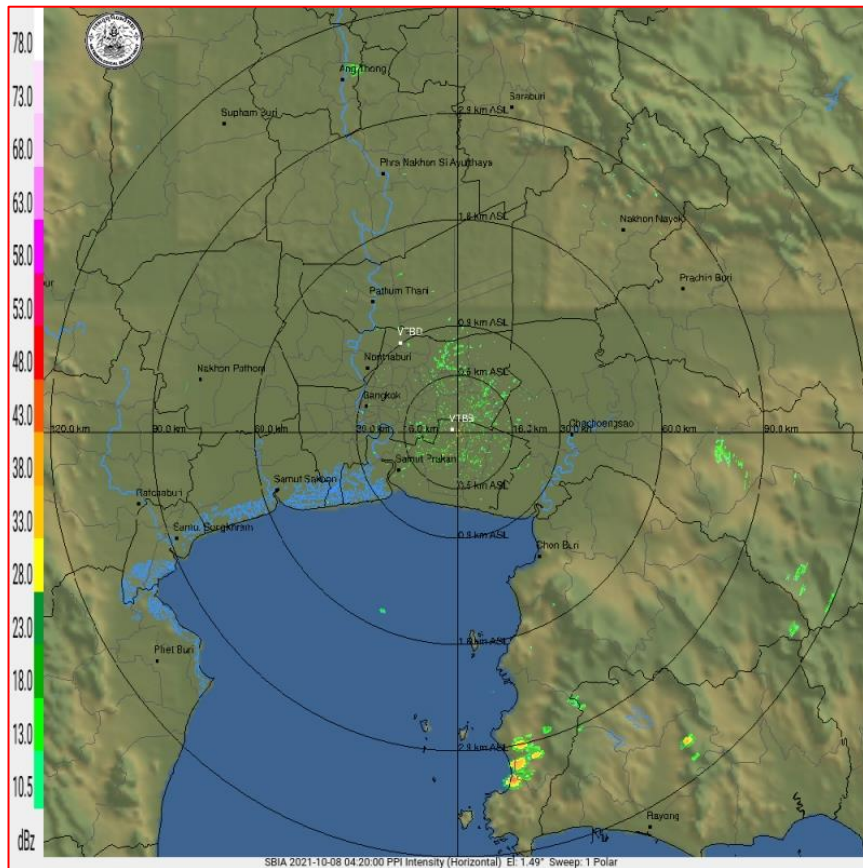 78.0
73.0
68.0
63.0
58.0
53.0
48.0
43.0
38.0
33.0
28.0
23.0
18.0
13.0
10.5
dBz
Ang Thong
Saraburi
Supham Buri
2.9 km ASL
Phra Nakhon Si Ayutthaya
1.8 km ASL
Nakhon Nayok
Prachin Buri
Pathum Thani
0.9 km ASL
VTBD
Nonthaburi
0.5 km ASL
Nakhon Pathom
Bangkok
VTBS
120.0 km
90.0 km
60.0 km
30.0 km
16.2 km
30.0 km
60.0 km
90.0 km
Chachoengsao
Samut Prakan
0.5 km ASL
Samut Sakhon
Ratchaburi
Samut Songkhram
0.9 km ASL
Chon Buri
1.8 km ASL
Phet Buri
2.9 km ASL
Rayong
SBIA 2021-10-08 04:20:00 PPI Intensity (Horizontal) El: 1.49° Sweep: 1 Polar